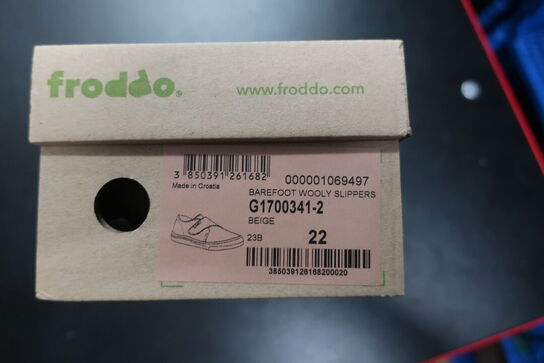 froddo®
www.froddo.com
3 850391 261682
000001069497
Made in Croatia
BAREFOOT WOOLY SLIPPERS
G1700341-2
BEIGE
23B
22
38503912616820020